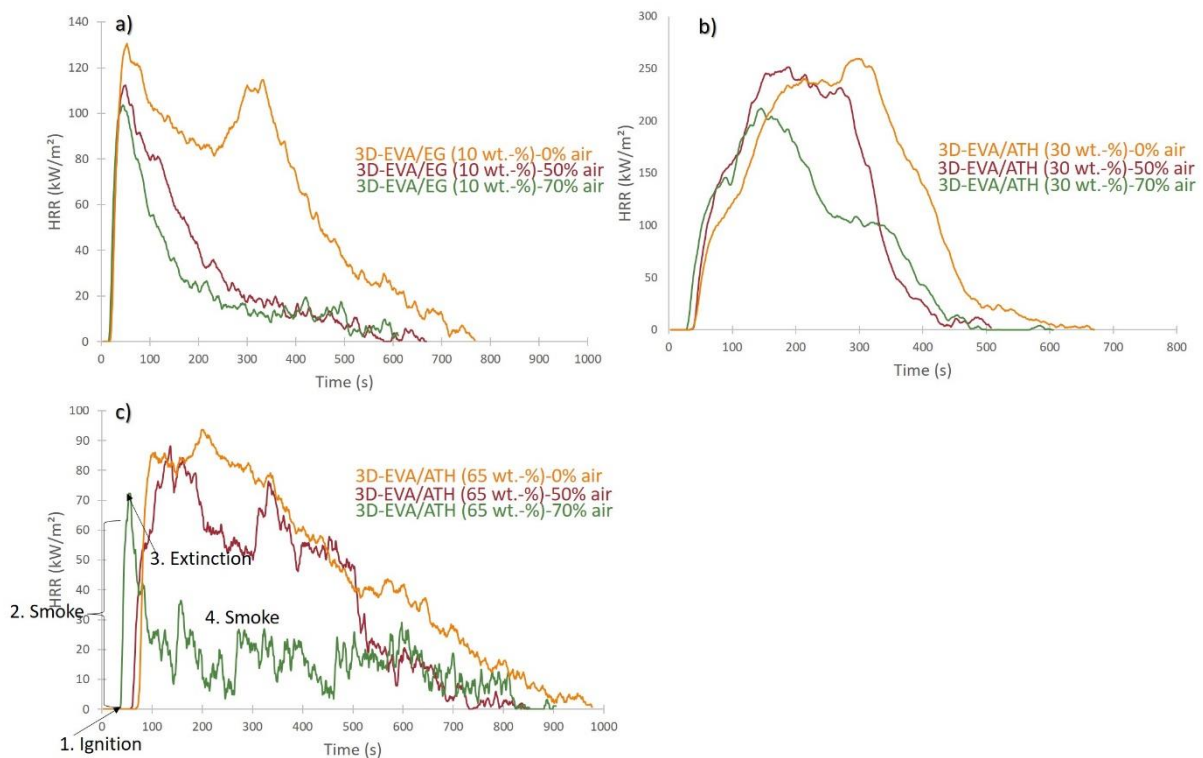 a)
140
120
100
80
60
40
20
0
HRR (kW/m²)
3D-EVA/EG (10 wt.-%)-0% air
3D-EVA/EG (10 wt.-%)-50% air
3D-EVA/EG (10 wt.-%)-70% air
0 100 200 300 400 500 600 700 800 900 1000
Time (s)
b)
300
250
200
150
100
50
0
HRR (kW/m²)
3D-EVA/ATH (30 wt.-%)-0% air
3D-EVA/ATH (30 wt.-%)-50% air
3D-EVA/ATH (30 wt.-%)-70% air
0 100 200 300 400 500 600 700 800
Time (s)
c)
100
90
80
70
60
50
40
30
20
10
0
HRR (kW/m²)
3D-EVA/ATH (65 wt.-%)-0% air
3D-EVA/ATH (65 wt.-%)-50% air
3D-EVA/ATH (65 wt.-%)-70% air
3. Extinction
2. Smoke
4. Smoke
1. Ignition
0 100 200 300 400 500 600 700 800 900 1000
Time (s)